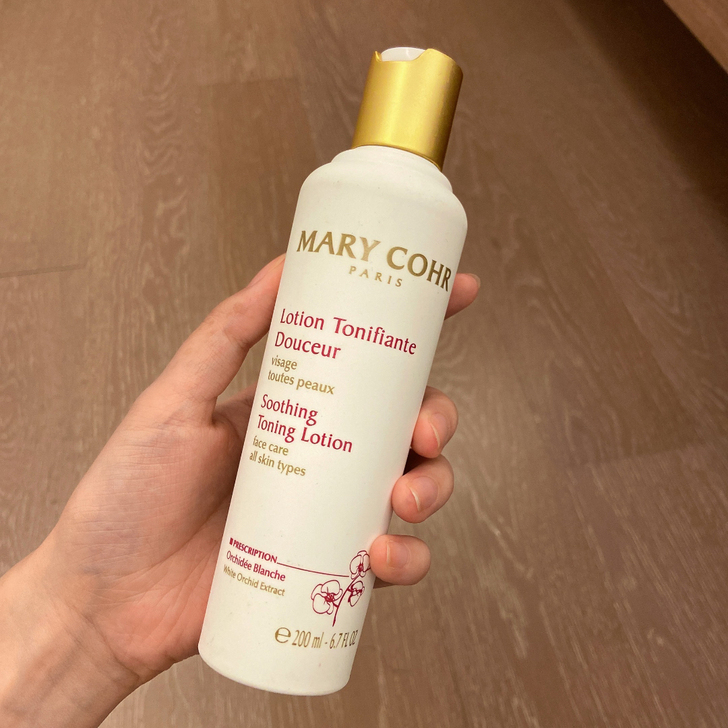 MARY COHR
PARIS
Lotion Tonifiante
Douceur
visage
toutes peaux
Soothing
Toning Lotion
face care
all skin types
PRESCRIPTION
Orchidée Blanche
White Orchid Extract
℮ 200 ml - 6.7 FL OZ